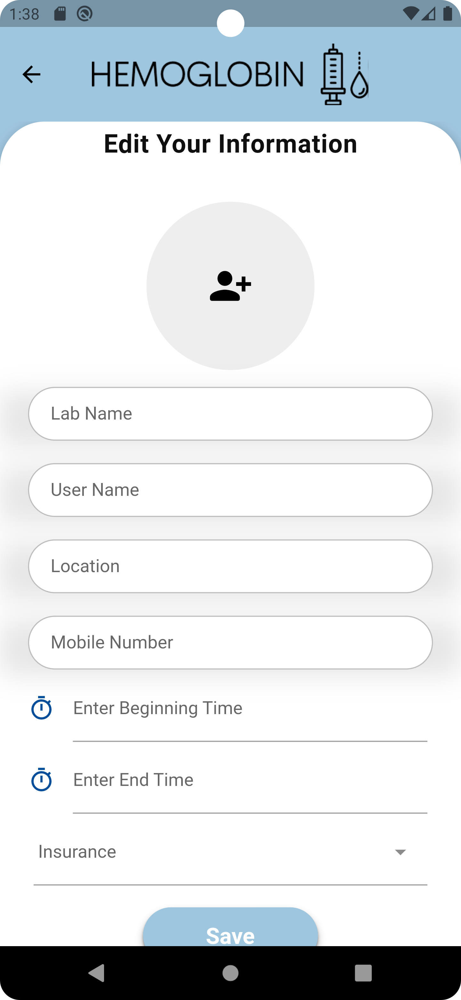 1:38
HEMOGLOBIN
Edit Your Information
Lab Name
User Name
Location
Mobile Number
Enter Beginning Time
Enter End Time
Insurance
Save